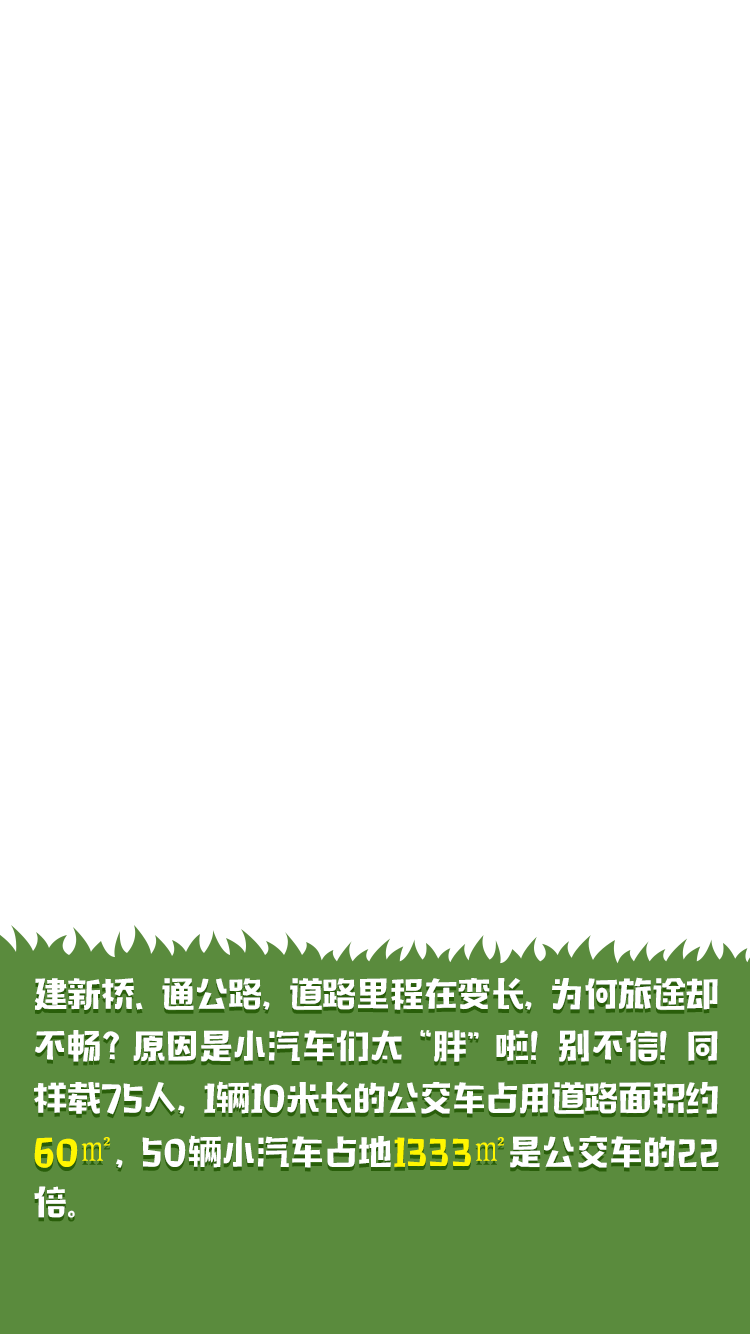 建新桥、通公路，道路里程在变长，为何旅途却
不畅？原因是小汽车们太“胖”啦！别不信！同
样载75人，1辆10米长的公交车占用道路面积约
60㎡，50辆小汽车占地1333㎡是公交车的22
倍。